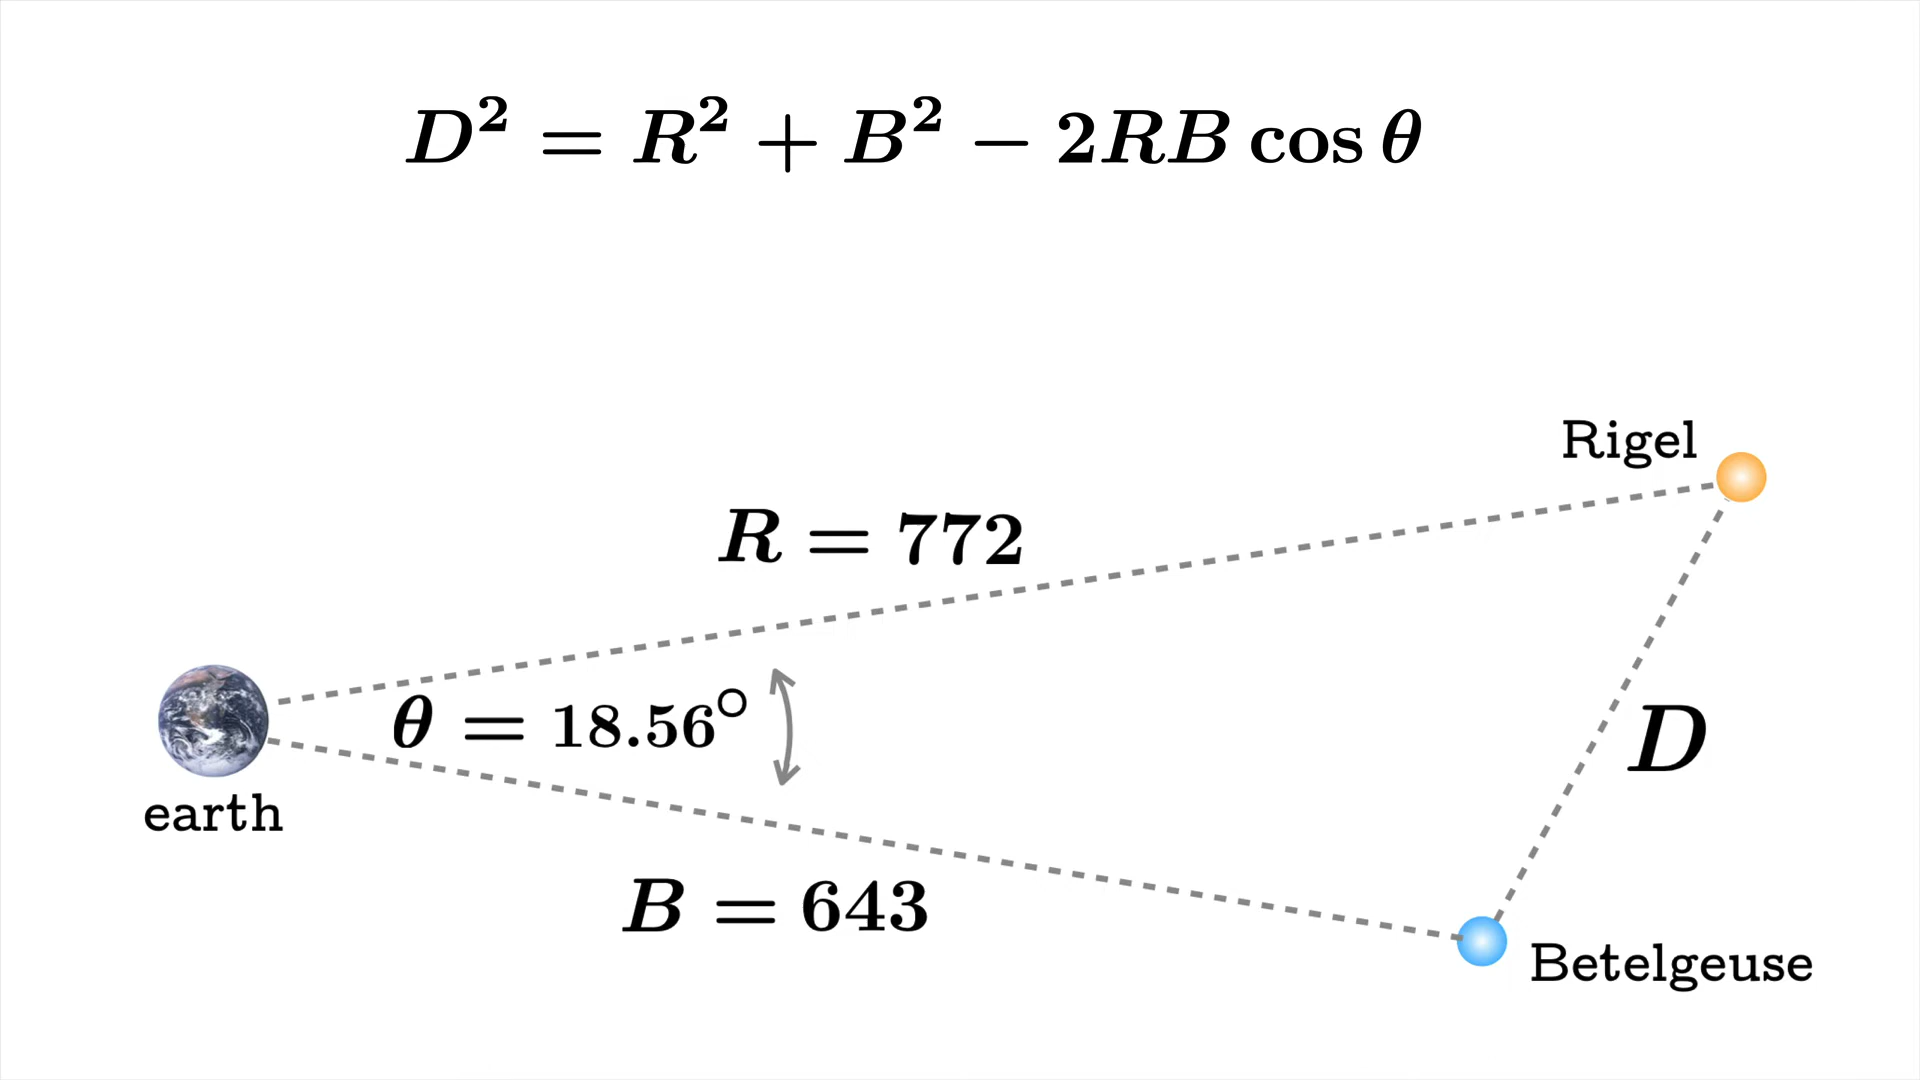 D² = R² + B² − 2RB cos θ
Rigel
R = 772
θ = 18.56°
D
earth
B = 643
Betelgeuse